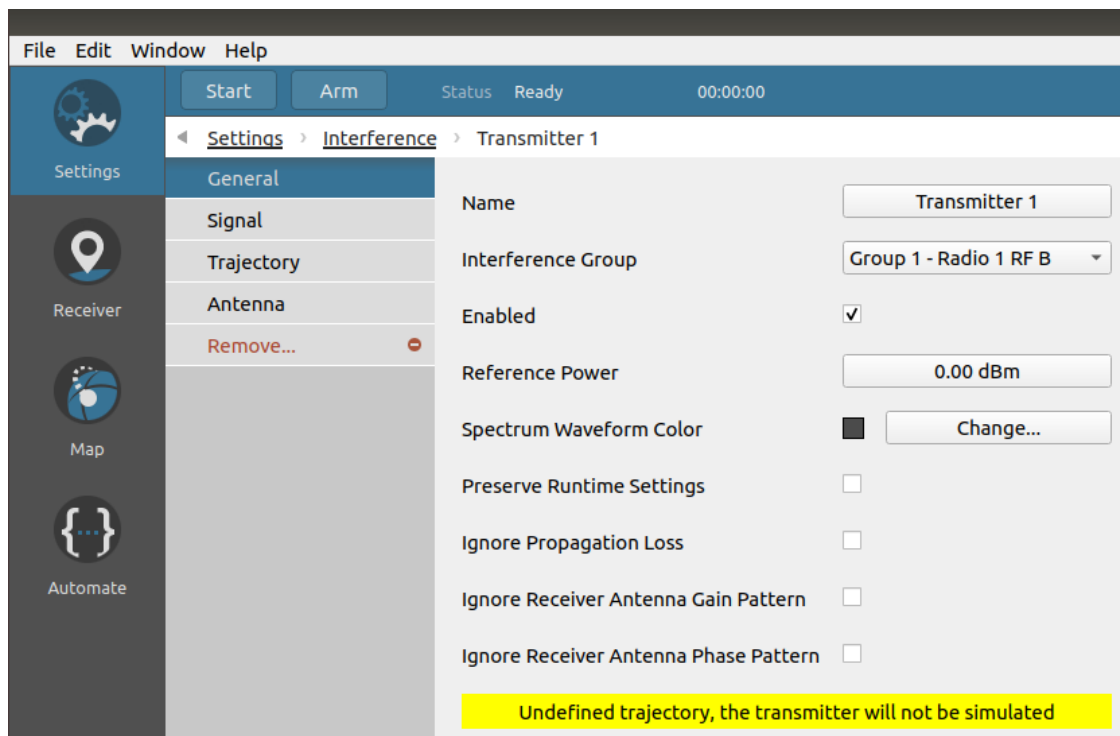 File Edit Window Help
Start Arm Status Ready 00:00:00
Settings › Interference › Transmitter 1
Settings
Receiver
Map
Automate
General
Signal
Trajectory
Antenna
Remove...
Name Transmitter 1
Interference Group Group 1 - Radio 1 RF B
Enabled
Reference Power 0.00 dBm
Spectrum Waveform Color Change...
Preserve Runtime Settings
Ignore Propagation Loss
Ignore Receiver Antenna Gain Pattern
Ignore Receiver Antenna Phase Pattern
Undefined trajectory, the transmitter will not be simulated